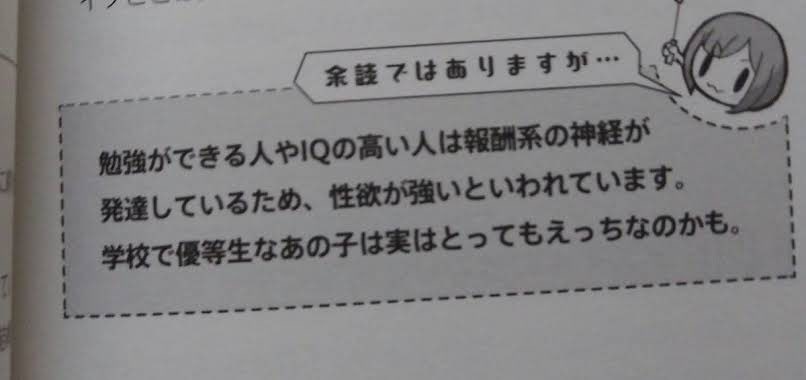 余談ではありますが…
勉強ができる人やIQの高い人は報酬系の神経が
発達しているため、性欲が強いといわれています。
学校で優等生なあの子は実はとってもえっちなのかも。